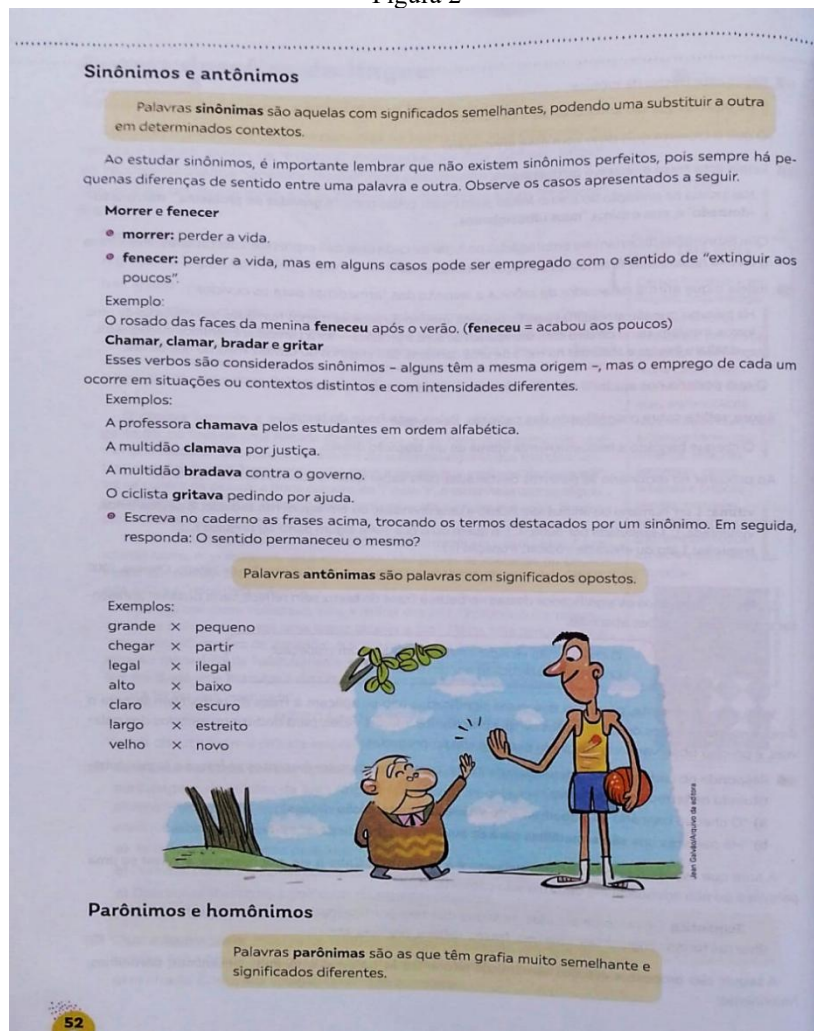 Figura 2
Sinônimos e antônimos
Palavras sinônimas são aquelas com significados semelhantes, podendo uma substituir a outra
em determinados contextos.
Ao estudar sinônimos, é importante lembrar que não existem sinônimos perfeitos, pois sempre há pe-
quenas diferenças de sentido entre uma palavra e outra. Observe os casos apresentados a seguir.
Morrer e fenecer
morrer: perder a vida.
fenecer: perder a vida, mas em alguns casos pode ser empregado com o sentido de “extinguir aos
poucos”.
Exemplo:
O rosado das faces da menina feneceu após o verão. (feneceu = acabou aos poucos)
Chamar, clamar, bradar e gritar
Esses verbos são considerados sinônimos – alguns têm a mesma origem –, mas o emprego de cada um
ocorre em situações ou contextos distintos e com intensidades diferentes.
Exemplos:
A professora chamava pelos estudantes em ordem alfabética.
A multidão clamava por justiça.
A multidão bradava contra o governo.
O ciclista gritava pedindo por ajuda.
Escreva no caderno as frases acima, trocando os termos destacados por um sinônimo. Em seguida,
responda: O sentido permaneceu o mesmo?
Palavras antônimas são palavras com significados opostos.
Exemplos:
grande × pequeno
chegar × partir
legal × ilegal
alto × baixo
claro × escuro
largo × estreito
velho × novo
Jean Galvão/Arquivo da editora
Parônimos e homônimos
Palavras parônimas são as que têm grafia muito semelhante e
significados diferentes.
52